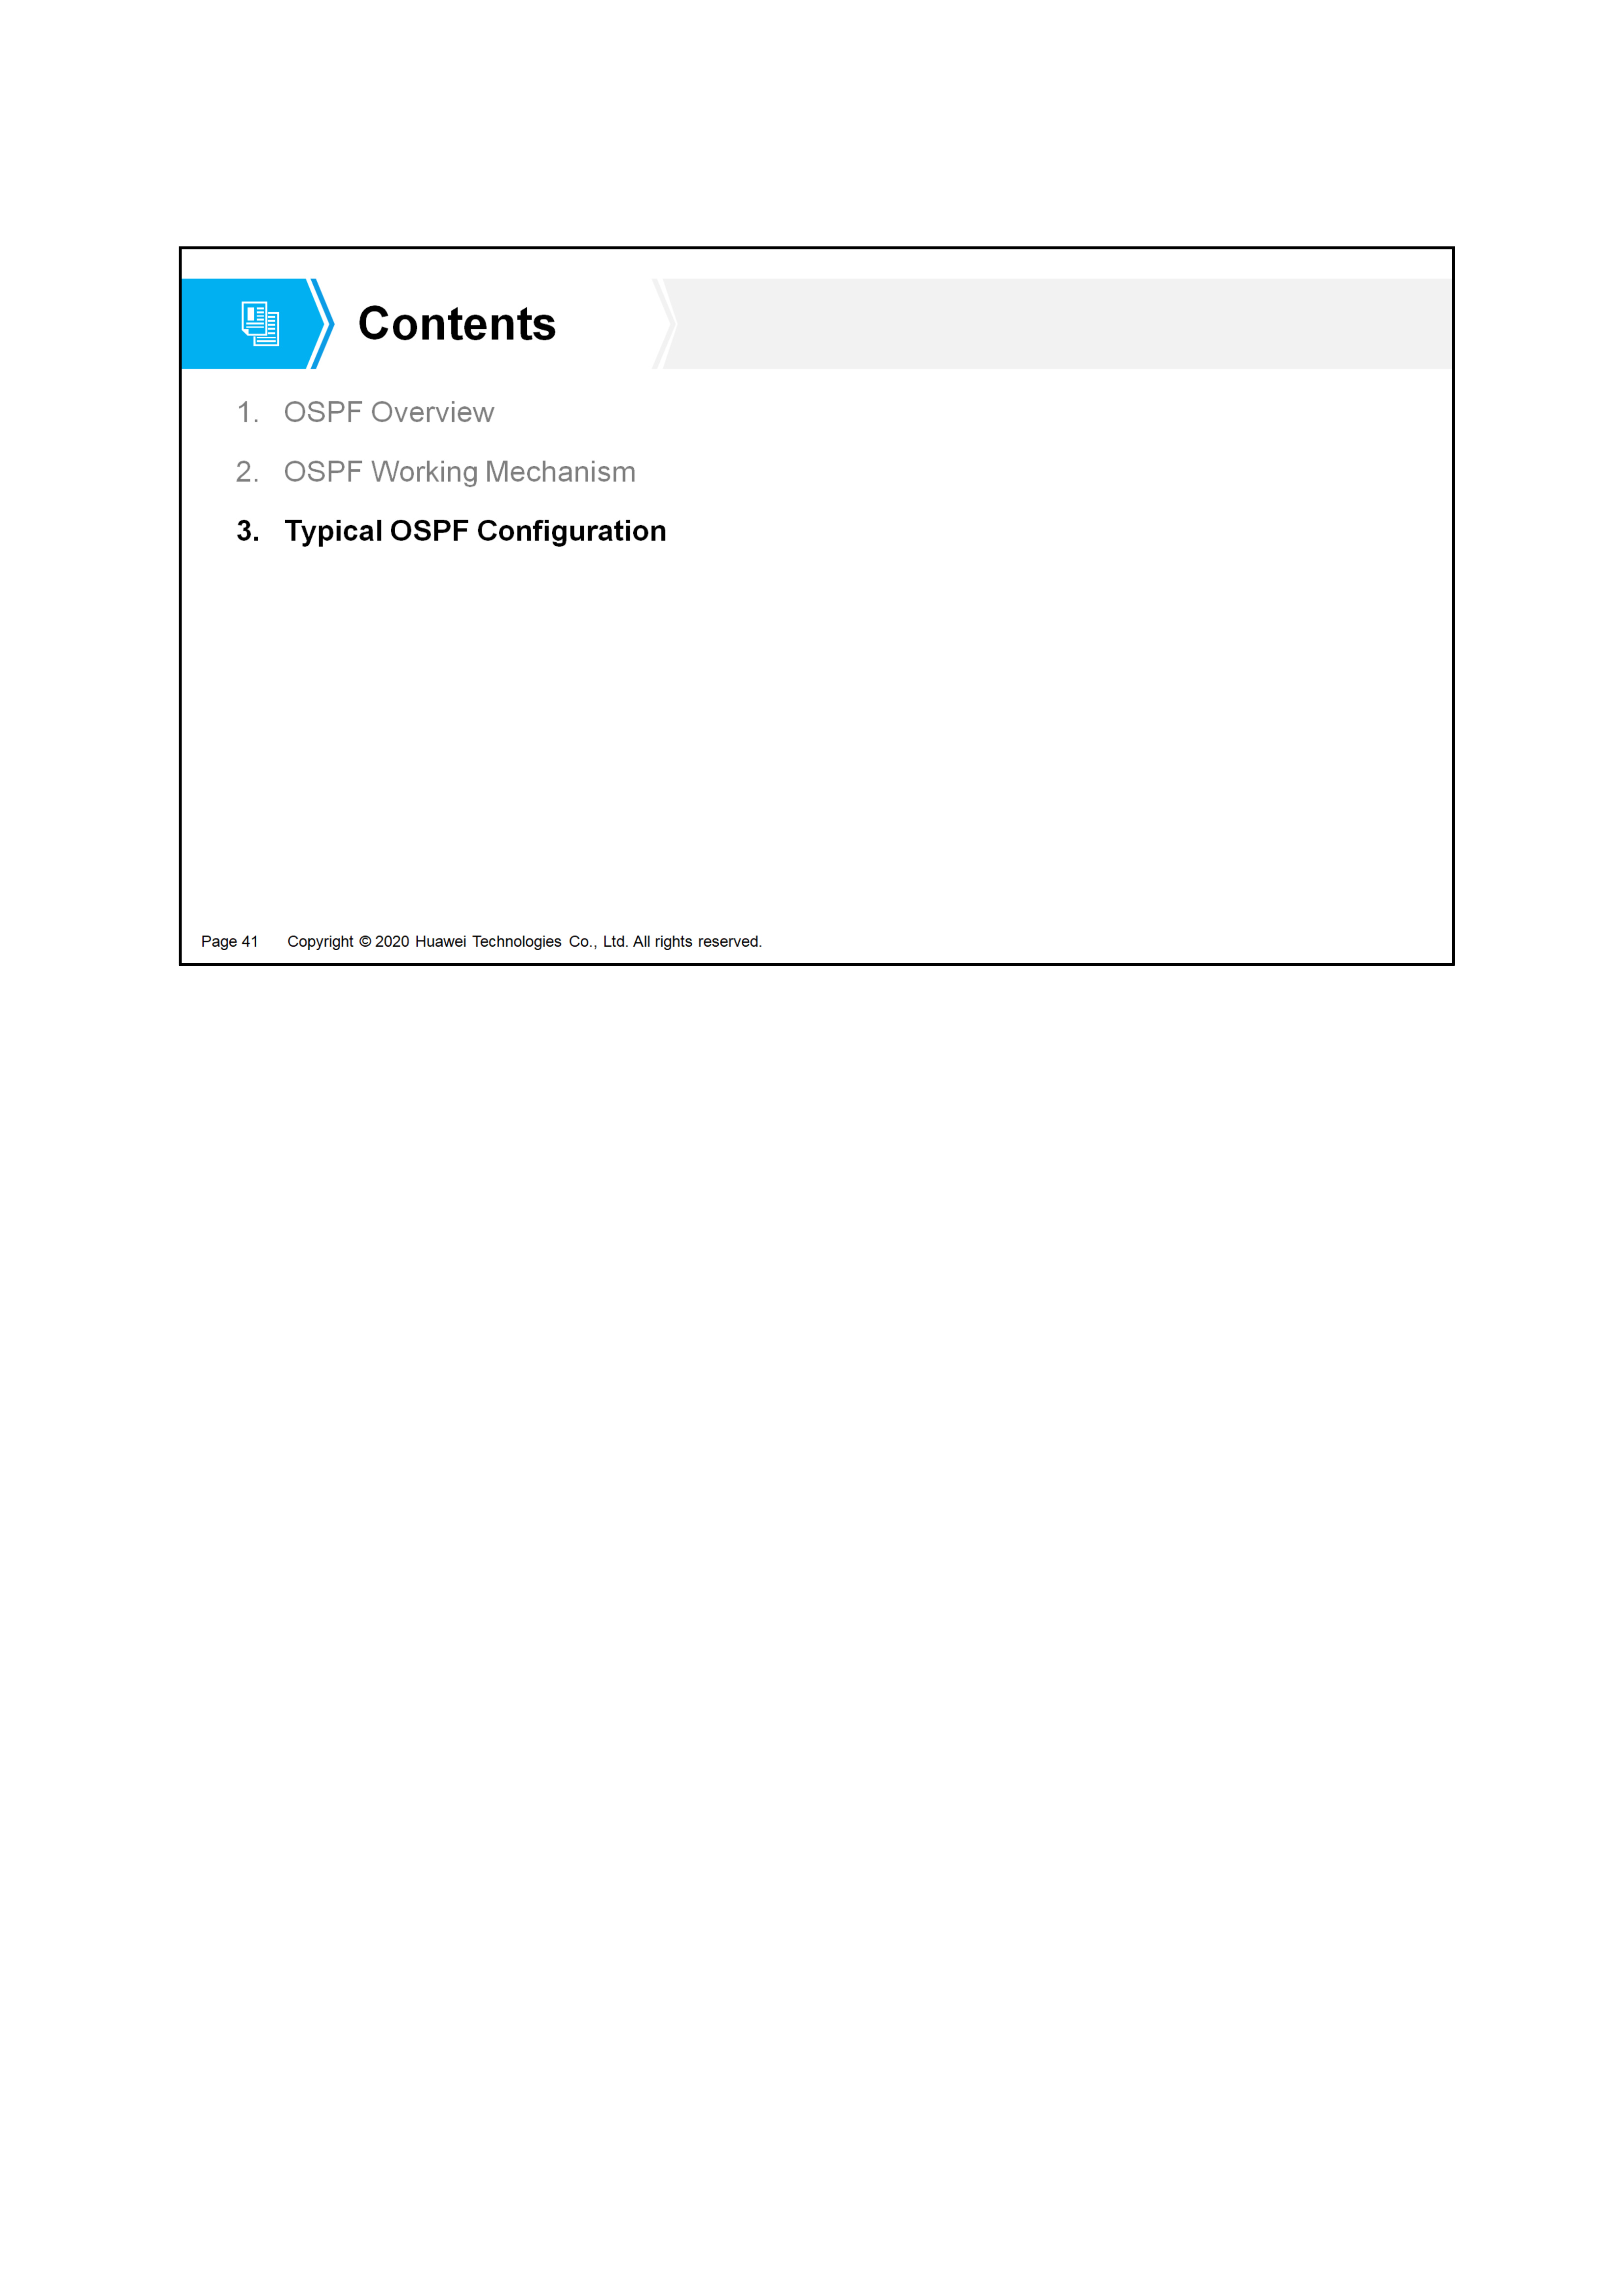 Contents
1. OSPF Overview
2. OSPF Working Mechanism
3. Typical OSPF Configuration
Page 41 Copyright © 2020 Huawei Technologies Co., Ltd. All rights reserved.